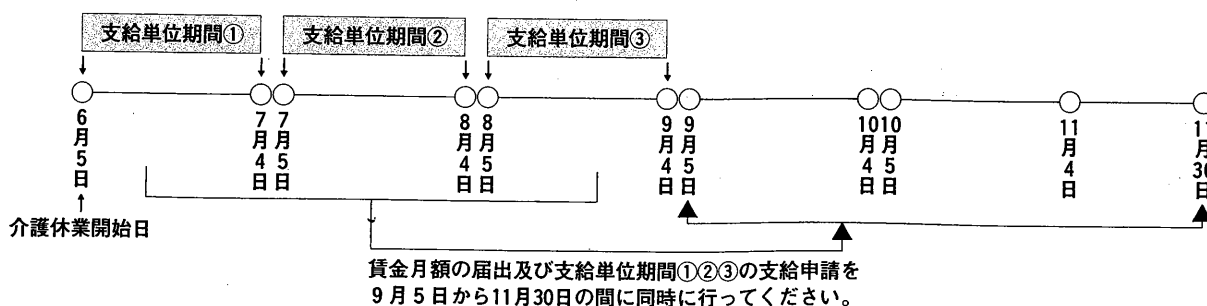 支給単位期間①
支給単位期間②
支給単位期間③
6月5日
7月4日
7月5日
8月4日
8月5日
9月4日
9月5日
10月4日
10月5日
11月4日
11月30日
介護休業開始日
賃金月額の届出及び支給単位期間①②③の支給申請を
9月5日から11月30日の間に同時に行ってください。